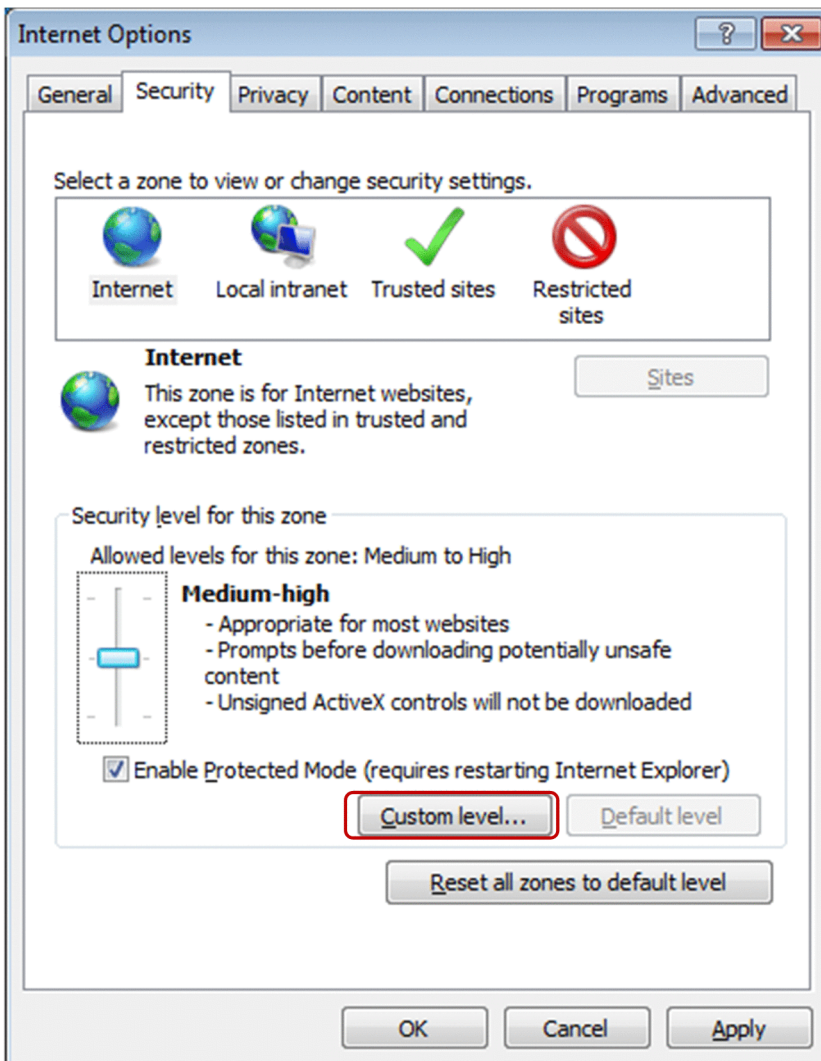 Internet Options
General Security Privacy Content Connections Programs Advanced
Select a zone to view or change security settings.
Internet Local intranet Trusted sites Restricted
sites
Internet
Sites
This zone is for Internet websites,
except those listed in trusted and
restricted zones.
Security level for this zone
Allowed levels for this zone: Medium to High
Medium-high
- Appropriate for most websites
- Prompts before downloading potentially unsafe
content
- Unsigned ActiveX controls will not be downloaded
Enable Protected Mode (requires restarting Internet Explorer)
Custom level... Default level
Reset all zones to default level
OK Cancel Apply